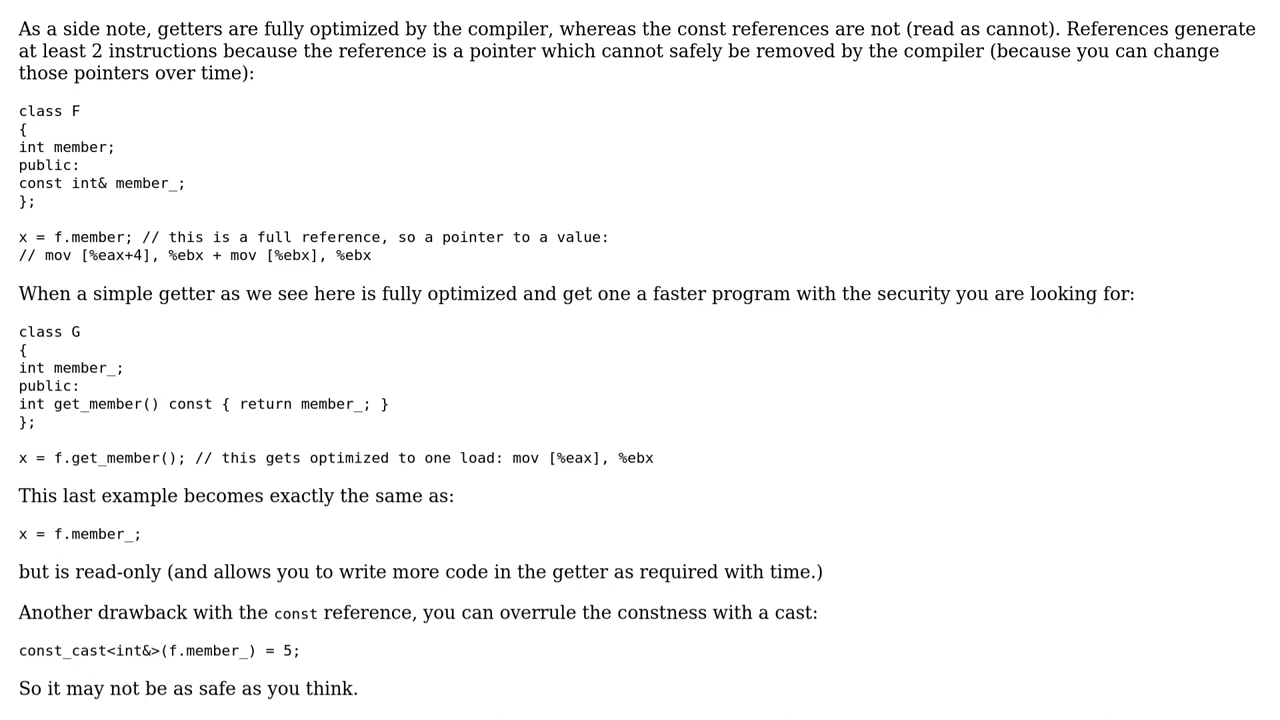 As a side note, getters are fully optimized by the compiler, whereas the const references are not (read as cannot). References generate
at least 2 instructions because the reference is a pointer which cannot safely be removed by the compiler (because you can change
those pointers over time):
class F
{
int member;
public:
const int& member_;
};
x = f.member; // this is a full reference, so a pointer to a value:
// mov [%eax+4], %ebx + mov [%ebx], %ebx
When a simple getter as we see here is fully optimized and get one a faster program with the security you are looking for:
class G
{
int member_;
public:
int get_member() const { return member_; }
};
x = f.get_member(); // this gets optimized to one load: mov [%eax], %ebx
This last example becomes exactly the same as:
x = f.member_;
but is read-only (and allows you to write more code in the getter as required with time.)
Another drawback with the const reference, you can overrule the constness with a cast:
const_cast<int&>(f.member_) = 5;
So it may not be as safe as you think.